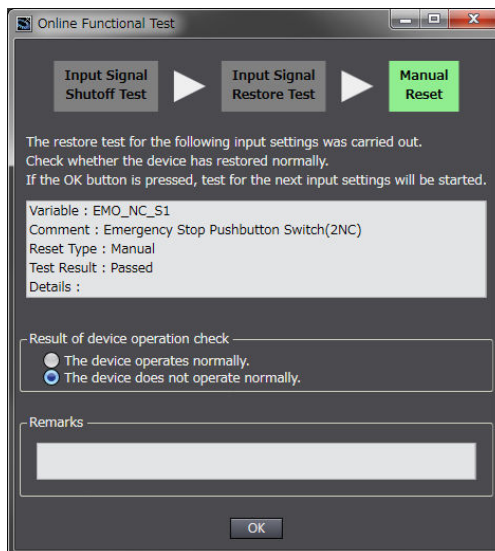 Online Functional Test
Input Signal
Shutoff Test
Input Signal
Restore Test
Manual
Reset
The restore test for the following input settings was carried out.
Check whether the device has restored normally.
If the OK button is pressed, test for the next input settings will be started.
Variable : EMO_NC_S1
Comment : Emergency Stop Pushbutton Switch(2NC)
Reset Type : Manual
Test Result : Passed
Details :
Result of device operation check
The device operates normally.
The device does not operate normally.
Remarks
OK